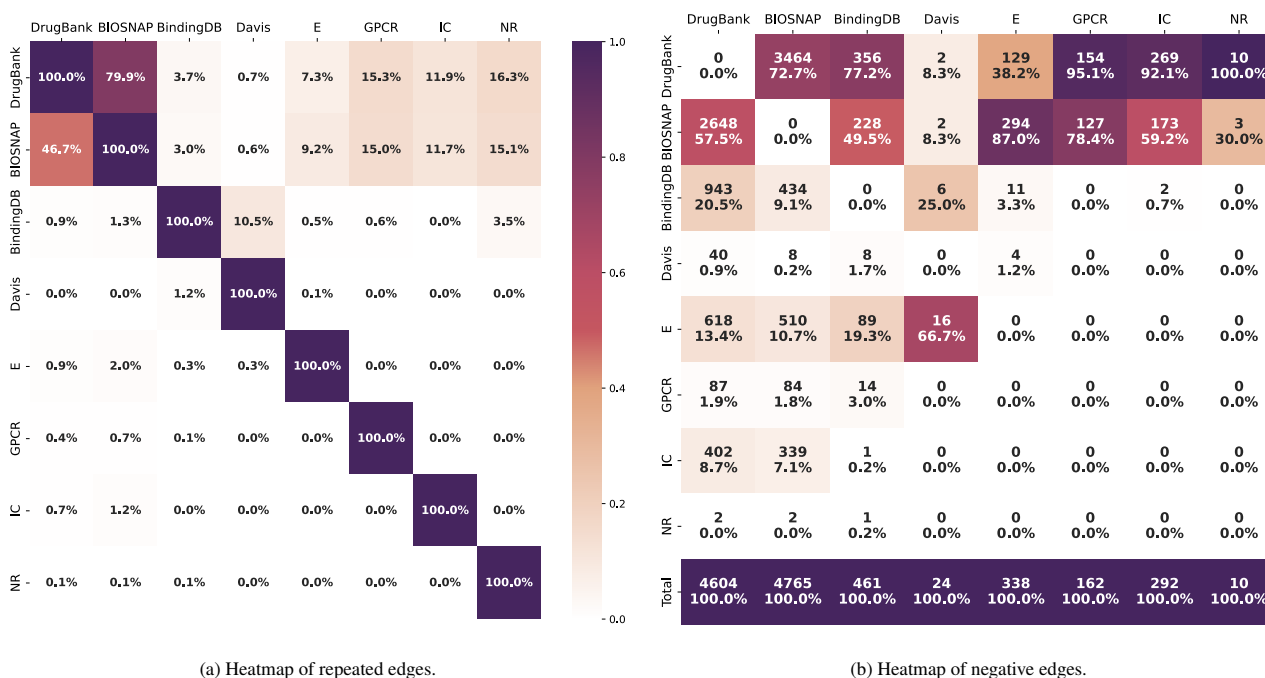 DrugBank BIOSNAP BindingDB Davis E GPCR IC NR
DrugBank 100.0% 79.9% 3.7% 0.7% 7.3% 15.3% 11.9% 16.3%
BIOSNAP 46.7% 100.0% 3.0% 0.6% 9.2% 15.0% 11.7% 15.1%
BindingDB 0.9% 1.3% 100.0% 10.5% 0.5% 0.6% 0.0% 3.5%
Davis 0.0% 0.0% 1.2% 100.0% 0.1% 0.0% 0.0% 0.0%
E 0.9% 2.0% 0.3% 0.3% 100.0% 0.0% 0.0% 0.0%
GPCR 0.4% 0.7% 0.1% 0.0% 0.0% 100.0% 0.0% 0.0%
IC 0.7% 1.2% 0.0% 0.0% 0.0% 0.0% 100.0% 0.0%
NR 0.1% 0.1% 0.1% 0.0% 0.0% 0.0% 0.0% 100.0%
1.0
0.8
0.6
0.4
0.2
0.0
(a) Heatmap of repeated edges.
DrugBank BIOSNAP BindingDB Davis E GPCR IC NR
DrugBank
0 3464 356 2 129 154 269 10
0.0% 72.7% 77.2% 8.3% 38.2% 95.1% 92.1% 100.0%
BIOSNAP
2648 0 228 2 294 127 173 3
57.5% 0.0% 49.5% 8.3% 87.0% 78.4% 59.2% 30.0%
BindingDB
943 434 0 6 11 0 2 0
20.5% 9.1% 0.0% 25.0% 3.3% 0.0% 0.7% 0.0%
Davis
40 8 8 0 4 0 0 0
0.9% 0.2% 1.7% 0.0% 1.2% 0.0% 0.0% 0.0%
E
618 510 89 16 0 0 0 0
13.4% 10.7% 19.3% 66.7% 0.0% 0.0% 0.0% 0.0%
GPCR
87 84 14 0 0 0 0 0
1.9% 1.8% 3.0% 0.0% 0.0% 0.0% 0.0% 0.0%
IC
402 339 1 0 0 0 0 0
8.7% 7.1% 0.2% 0.0% 0.0% 0.0% 0.0% 0.0%
NR
2 2 1 0 0 0 0 0
0.0% 0.0% 0.2% 0.0% 0.0% 0.0% 0.0% 0.0%
Total
4604 4765 461 24 338 162 292 10
100.0% 100.0% 100.0% 100.0% 100.0% 100.0% 100.0% 100.0%
(b) Heatmap of negative edges.